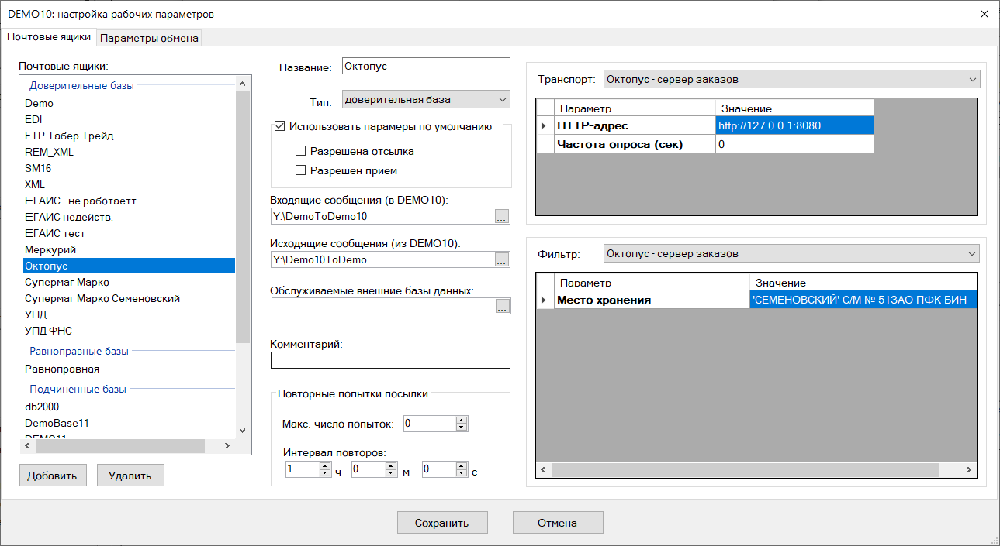 DEMO10: настройка рабочих параметров
Почтовые ящики
Параметры обмена
Почтовые ящики:
Доверительные базы
Demo
EDI
FTP Табер Трейд
REM_XML
SM16
XML
ЕГАИС - не работаетт
ЕГАИС недейств.
ЕГАИС тест
Меркурий
Октопус
Супермаг Марко
Супермаг Марко Семеновский
УПД
УПД ФНС
Равноправные базы
Равноправная
Подчиненные базы
db2000
DemoBase11
DEMO11
Добавить
Удалить
Название:
Октопус
Тип:
доверительная база
Использовать парамеры по умолчанию
Разрешена отсылка
Разрешён прием
Входящие сообщения (в DEMO10):
Y:\DemoToDemo10
...
Исходящие сообщения (из DEMO10):
Y:\Demo10ToDemo
...
Обслуживаемые внешние базы данных:
...
Комментарий:
Повторные попытки посылки
Макс. число попыток:
0
Интервал повторов:
1 ч 0 м 0 с
Транспорт:
Октопус - сервер заказов
Параметр Значение
HTTP-адрес http://127.0.0.1:8080
Частота опроса (сек) 0
Фильтр:
Октопус - сервер заказов
Параметр Значение
Место хранения 'СЕМЕНОВСКИЙ' С/М № 51ЗАО ПФК БИН
Сохранить
Отмена